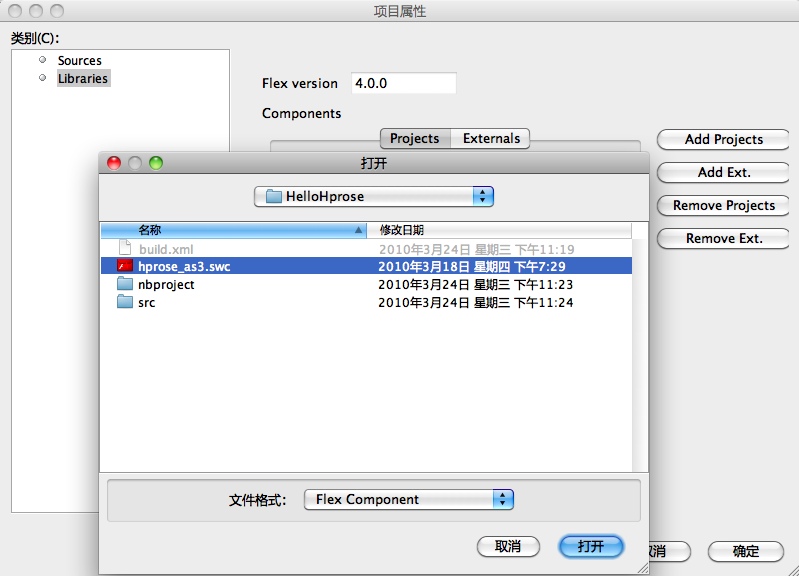 项目属性
类别(C):
Sources
Libraries
Flex version 4.0.0
Components
Projects Externals
Add Projects
Add Ext.
Remove Projects
Remove Ext.
打开
HelloHprose
名称 修改日期
build.xml 2010年3月24日 星期三 下午11:19
hprose_as3.swc 2010年3月18日 星期四 下午7:29
nbproject 2010年3月24日 星期三 下午11:23
src 2010年3月24日 星期三 下午11:24
文件格式: Flex Component
取消 打开
取消 确定